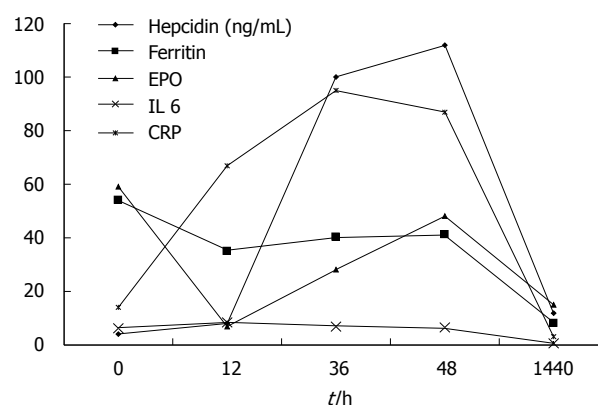 120
100
80
60
40
20
0
Hepcidin (ng/mL)
Ferritin
EPO
IL 6
CRP
0 12 36 48 1440
t/h